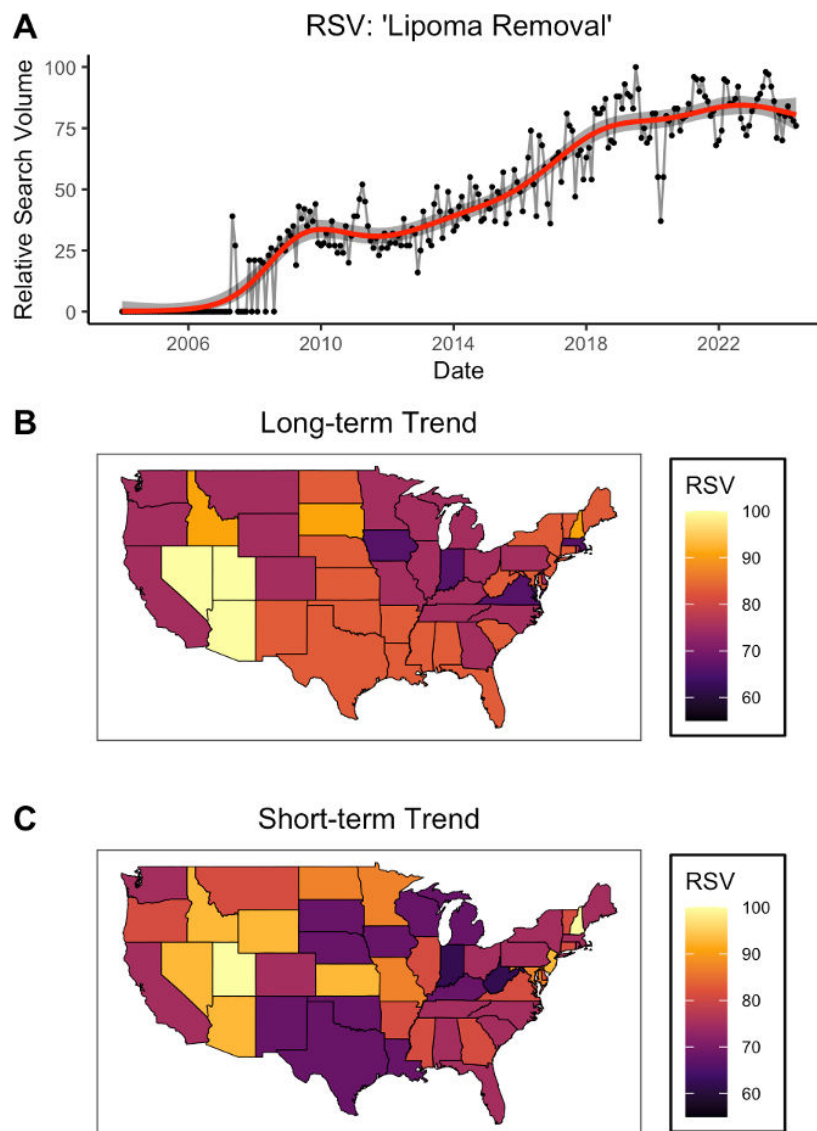 A
RSV: 'Lipoma Removal'
Relative Search Volume
100
75
50
25
0
2006 2010 2014 2018 2022
Date
B
Long-term Trend
RSV
100
90
80
70
60
C
Short-term Trend
RSV
100
90
80
70
60